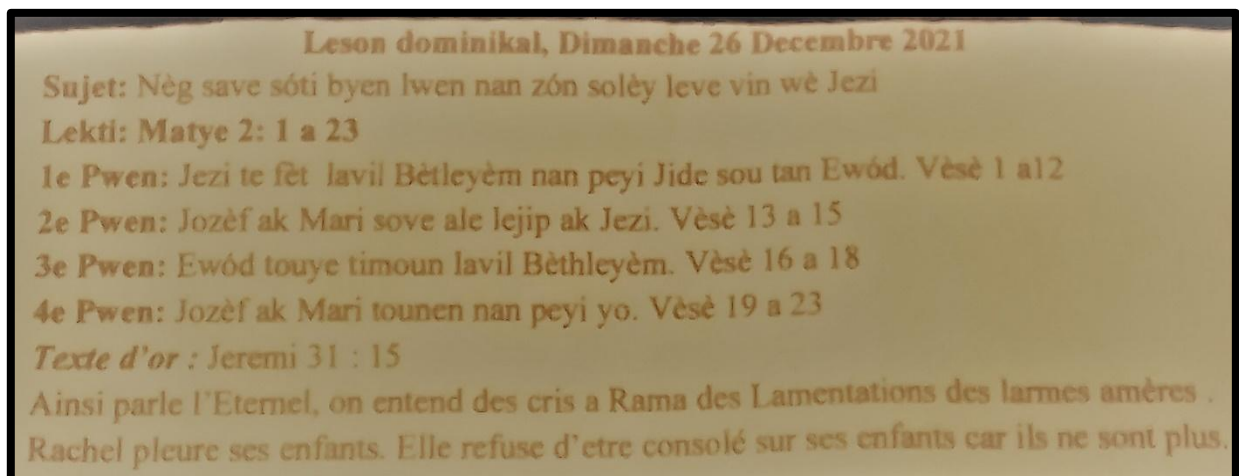 Leson dominikal, Dimanche 26 Decembre 2021
Sujet: Nèg save sóti byen lwen nan zón solèy leve vin wè Jezi
Lekti: Matye 2: 1 a 23
1e Pwen: Jezi te fèt lavil Bètleyèm nan peyi Jide sou tan Ewód. Vèsè 1 a12
2e Pwen: Jozèf ak Mari sove ale lejip ak Jezi. Vèsè 13 a 15
3e Pwen: Ewód touye timoun lavil Bèthleyèm. Vèsè 16 a 18
4e Pwen: Jozèf ak Mari tounen nan peyi yo. Vèsè 19 a 23
Texte d'or : Jeremi 31 : 15
Ainsi parle l'Eternel, on entend des cris a Rama des Lamentations des larmes amères .
Rachel pleure ses enfants. Elle refuse d'etre consolé sur ses enfants car ils ne sont plus.